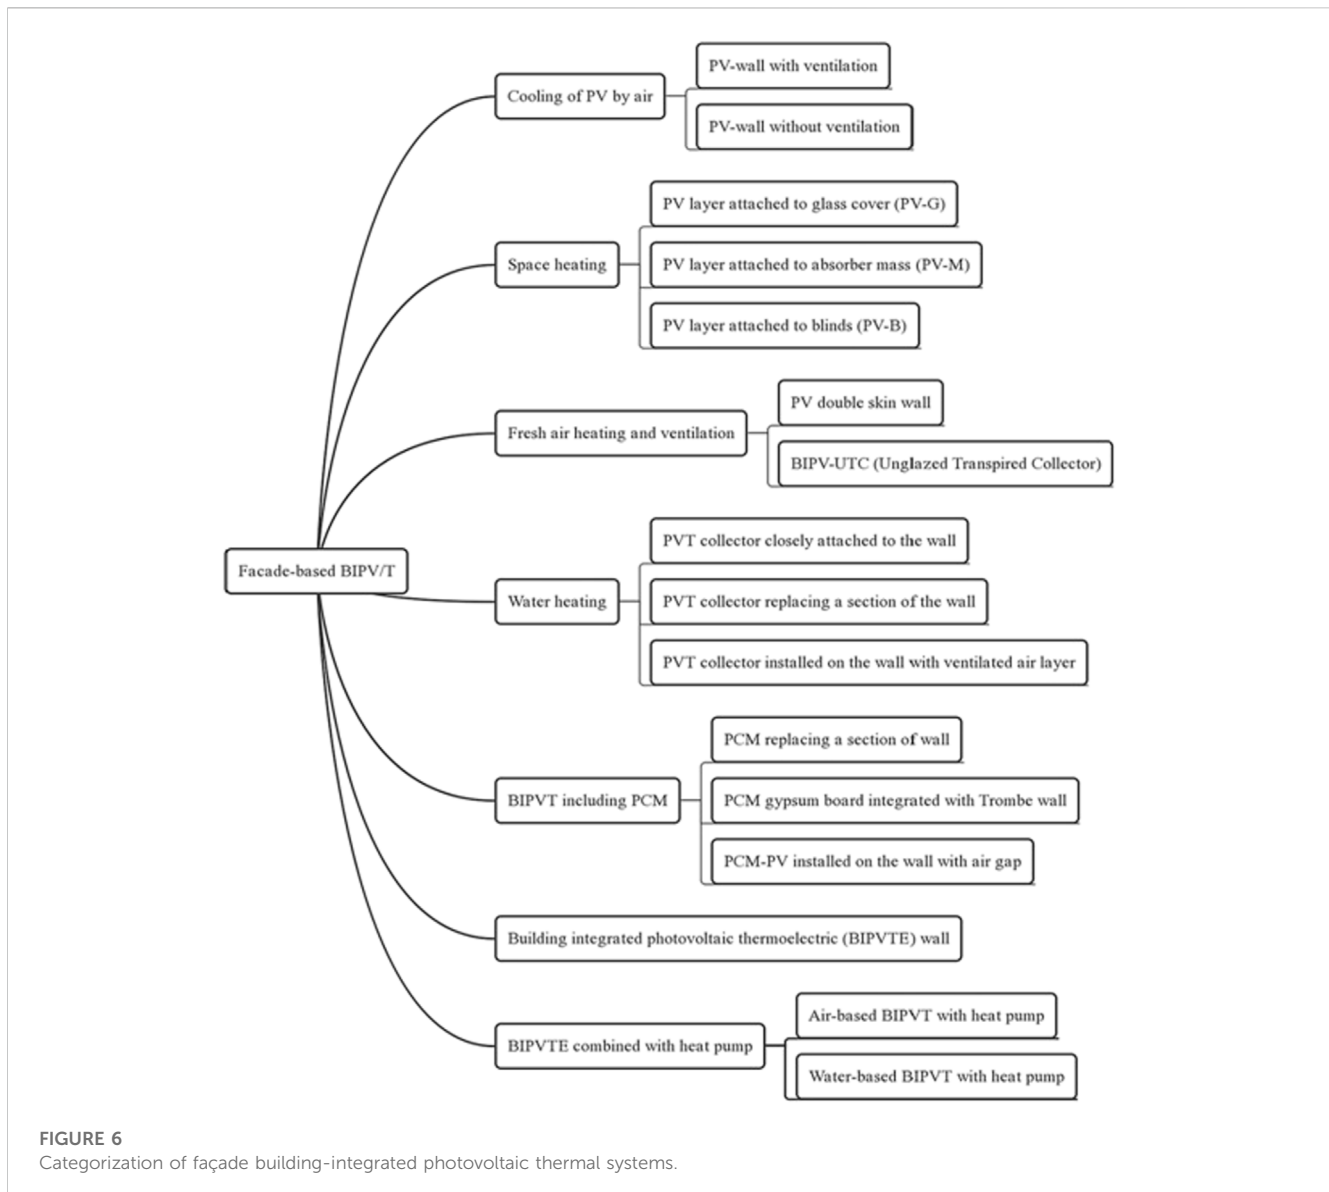 Cooling of PV by air
PV-wall with ventilation
PV-wall without ventilation
Space heating
PV layer attached to glass cover (PV-G)
PV layer attached to absorber mass (PV-M)
PV layer attached to blinds (PV-B)
Fresh air heating and ventilation
PV double skin wall
BIPV-UTC (Unglazed Transpired Collector)
Facade-based BIPV/T
Water heating
PVT collector closely attached to the wall
PVT collector replacing a section of the wall
PVT collector installed on the wall with ventilated air layer
BIPVT including PCM
PCM replacing a section of wall
PCM gypsum board integrated with Trombe wall
PCM-PV installed on the wall with air gap
Building integrated photovoltaic thermoelectric (BIPVTE) wall
BIPVTE combined with heat pump
Air-based BIPVT with heat pump
Water-based BIPVT with heat pump
FIGURE 6
Categorization of façade building-integrated photovoltaic thermal systems.